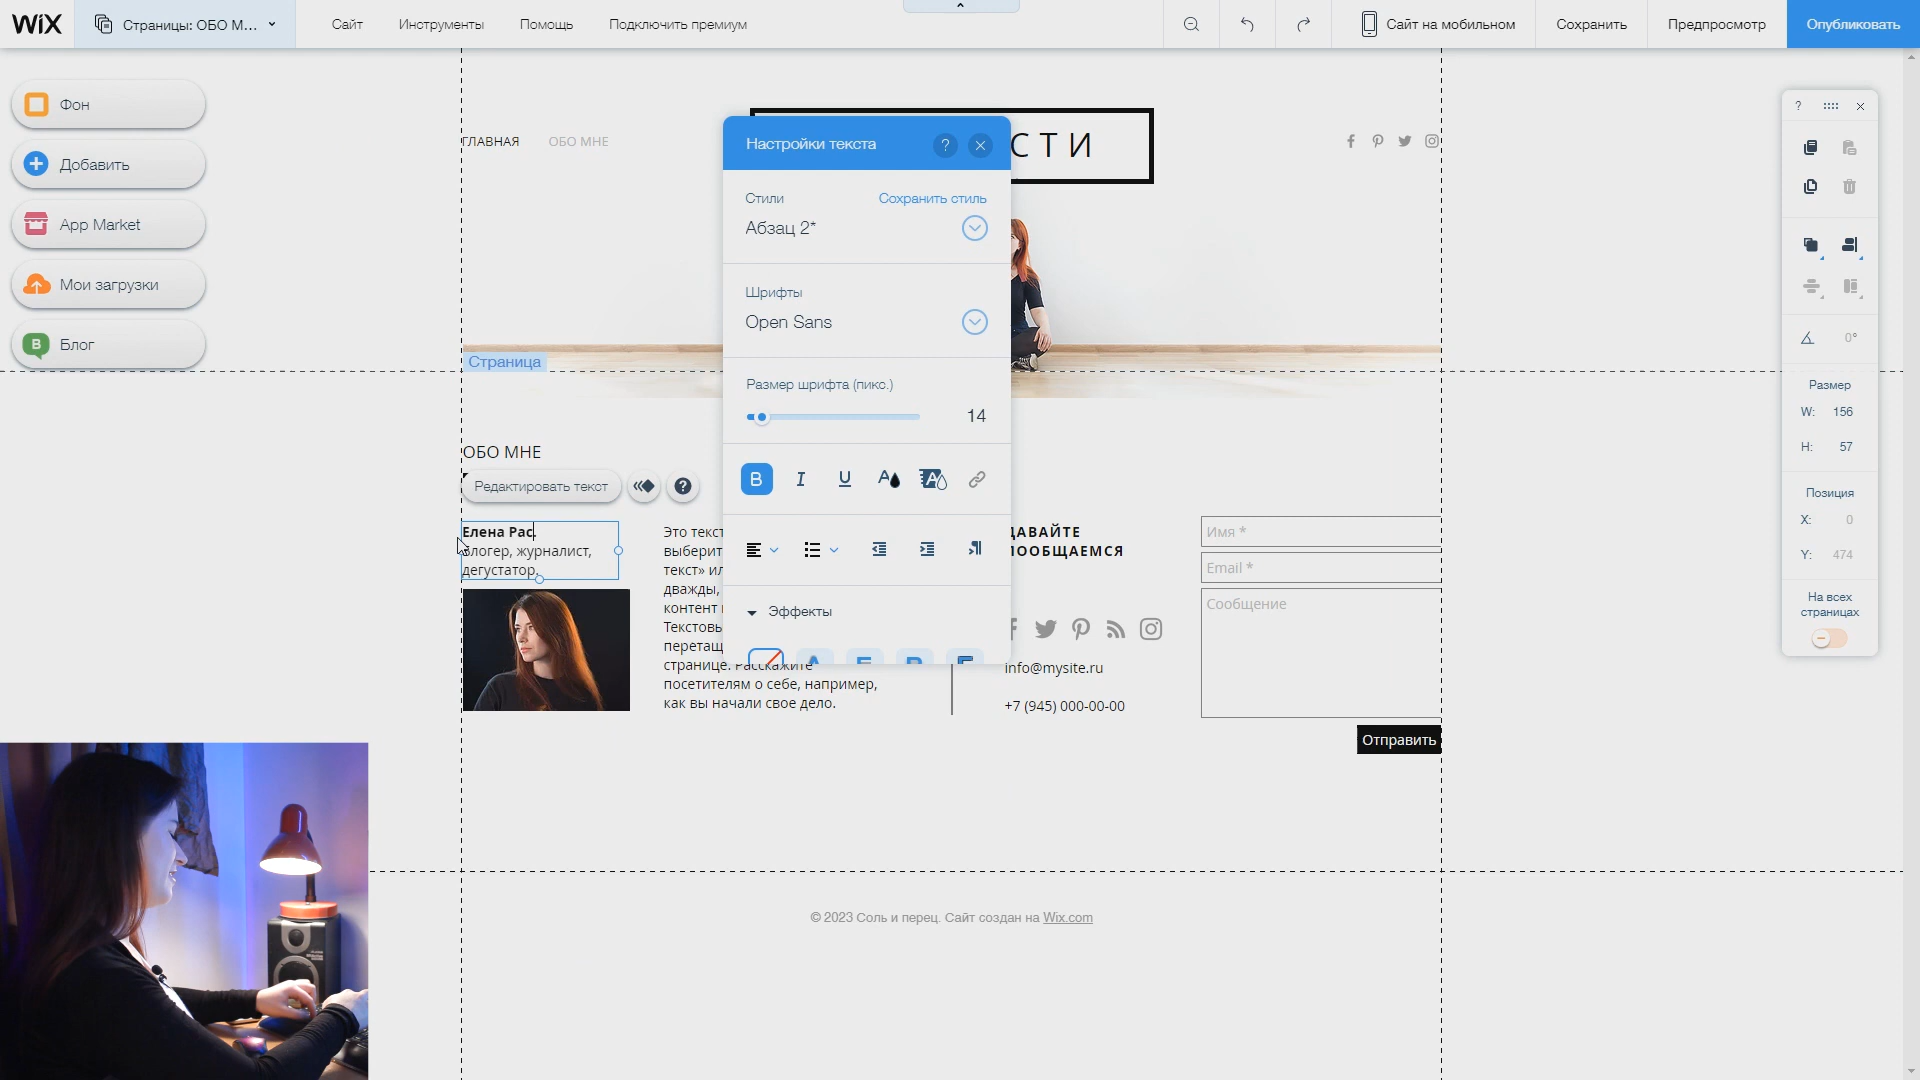 WiX
Страницы: ОБО М...
Сайт
Инструменты
Помощь
Подключить премиум
Сайт на мобильном
Сохранить
Предпросмотр
Опубликовать
Фон
Добавить
App Market
Мои загрузки
Блог
ГЛАВНАЯ
ОБО МНЕ
СТИ
Настройки текста
?
Стили
Сохранить стиль
Абзац 2*
Шрифты
Open Sans
Размер шрифта (пикс.)
14
B I U A A
Эффекты
Страница
ОБО МНЕ
Редактировать текст
?
Елена Рас.
Блогер, журналист,
дегустатор.
Это текст
выберит
текст» ил
дважды,
контент
Текстовы
перетащ
странице. Расскажите
посетителям о себе, например,
как вы начали свое дело.
ДАВАЙТЕ
ПООБЩАЕМСЯ
info@mysite.ru
+7 (945) 000-00-00
Имя *
Email *
Сообщение
Отправить
© 2023 Соль и перец. Сайт создан на Wix.com
?
0°
Размер
W: 156
H: 57
Позиция
X: 0
Y: 474
На всех
страницах